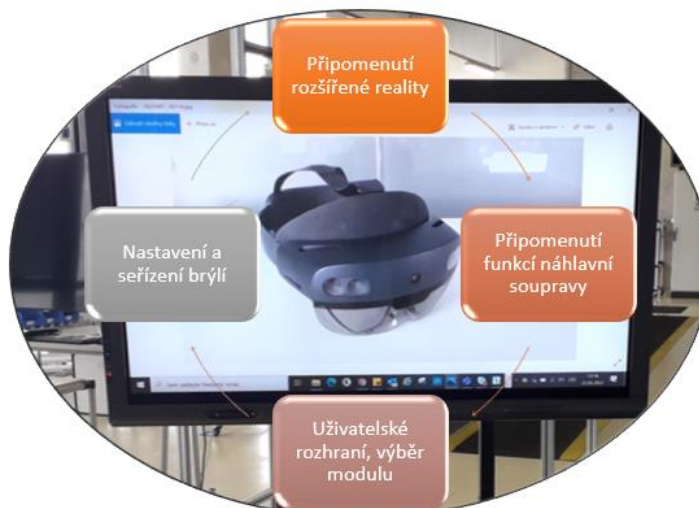 Připomenutí
rozšířené reality
Nastavení a
seřízení brýlí
Připomenutí
funkcí náhlavní
soupravy
Uživatelské
rozhraní, výběr
modulu